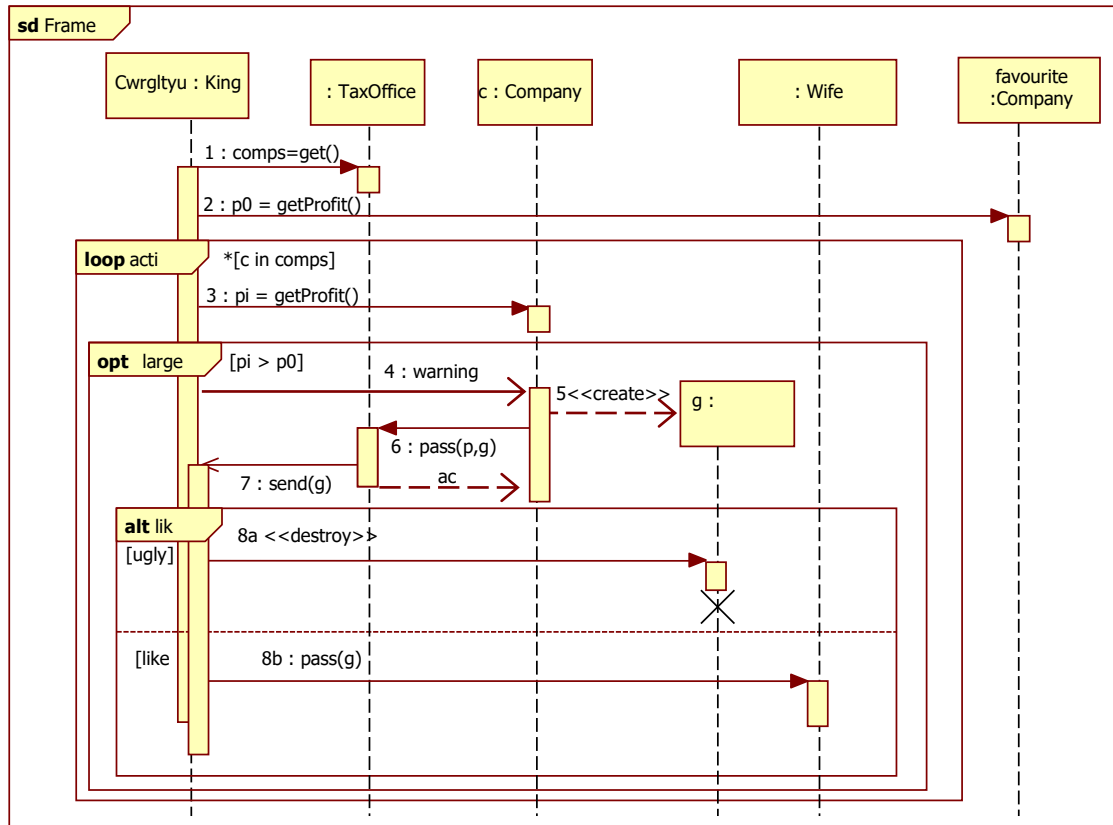 sd Frame
Cwrgltyu : King
: TaxOffice
c : Company
: Wife
favourite
:Company
1 : comps=get()
2 : p0 = getProfit()
loop acti
*[c in comps]
3 : pi = getProfit()
opt large
[pi > p0]
4 : warning
5<<create>>
g :
6 : pass(p,g)
7 : send(g)
ac
alt lik
8a <<destroy>>
[ugly]
[like
8b : pass(g)